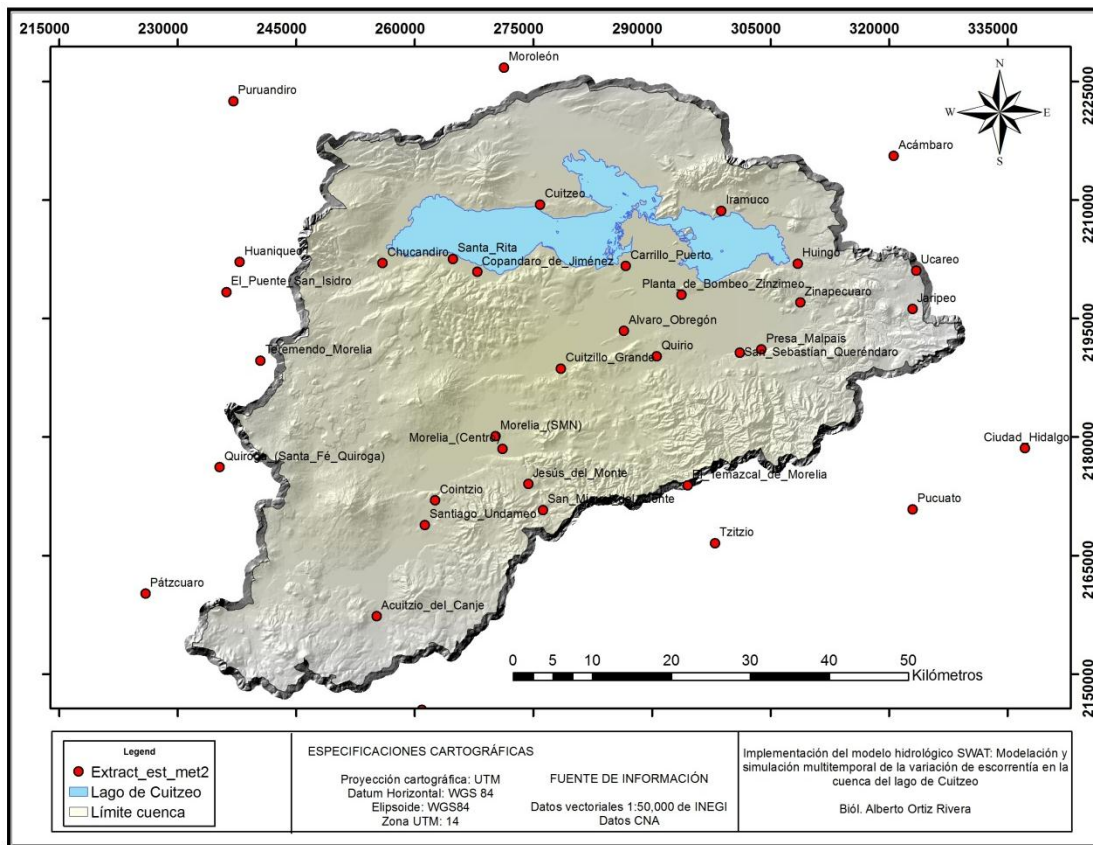 215000 230000 245000 260000 275000 290000 305000 320000 335000
Moroleón
Puruandiro
N
W E
S
2225000
Acámbaro
Cuitzeo
Iramuco
2210000
Huaniqueo
Chucandiro
Santa_Rita
Copandaro_de_Jiménez
Carrillo_Puerto
Huingo
Ucareo
El_Puente_San_Isidro
Planta_de_Bombeo_Zinzimeo
Zinapecuaro
Jaripeo
2195000
Alvaro_Obregón
Teremendo_Morelia
Cuitzillo_Grande
Quirio
Presa_Malpais
San_Sebastían_Queréndaro
Morelia_(SMN)
Morelia_(Centro)
Ciudad_Hidalgo
2180000
Quiroga_(Santa_Fé_Quiroga)
Jesús_del_Monte
El_Temazcal_de_Morelia
Cointzio
San_Miguel_del_Monte
Pucuato
Santiago_Undameo
Tzitzio
2165000
Pátzcuaro
Acuitzio_del_Canje
0 5 10 20 30 40 50
Kilómetros
2150000
Legend
Extract_est_met2
Lago de Cuitzeo
Límite cuenca
ESPECIFICACIONES CARTOGRÁFICAS
Proyección cartográfica: UTM
Datum Horizontal: WGS 84
Elipsoide: WGS84
Zona UTM: 14
FUENTE DE INFORMACIÓN
Datos vectoriales 1:50,000 de INEGI
Datos CNA
Implementación del modelo hidrológico SWAT: Modelación y
simulación multitemporal de la variación de escorrentía en la
cuenca del lago de Cuitzeo
Biól. Alberto Ortiz Rivera